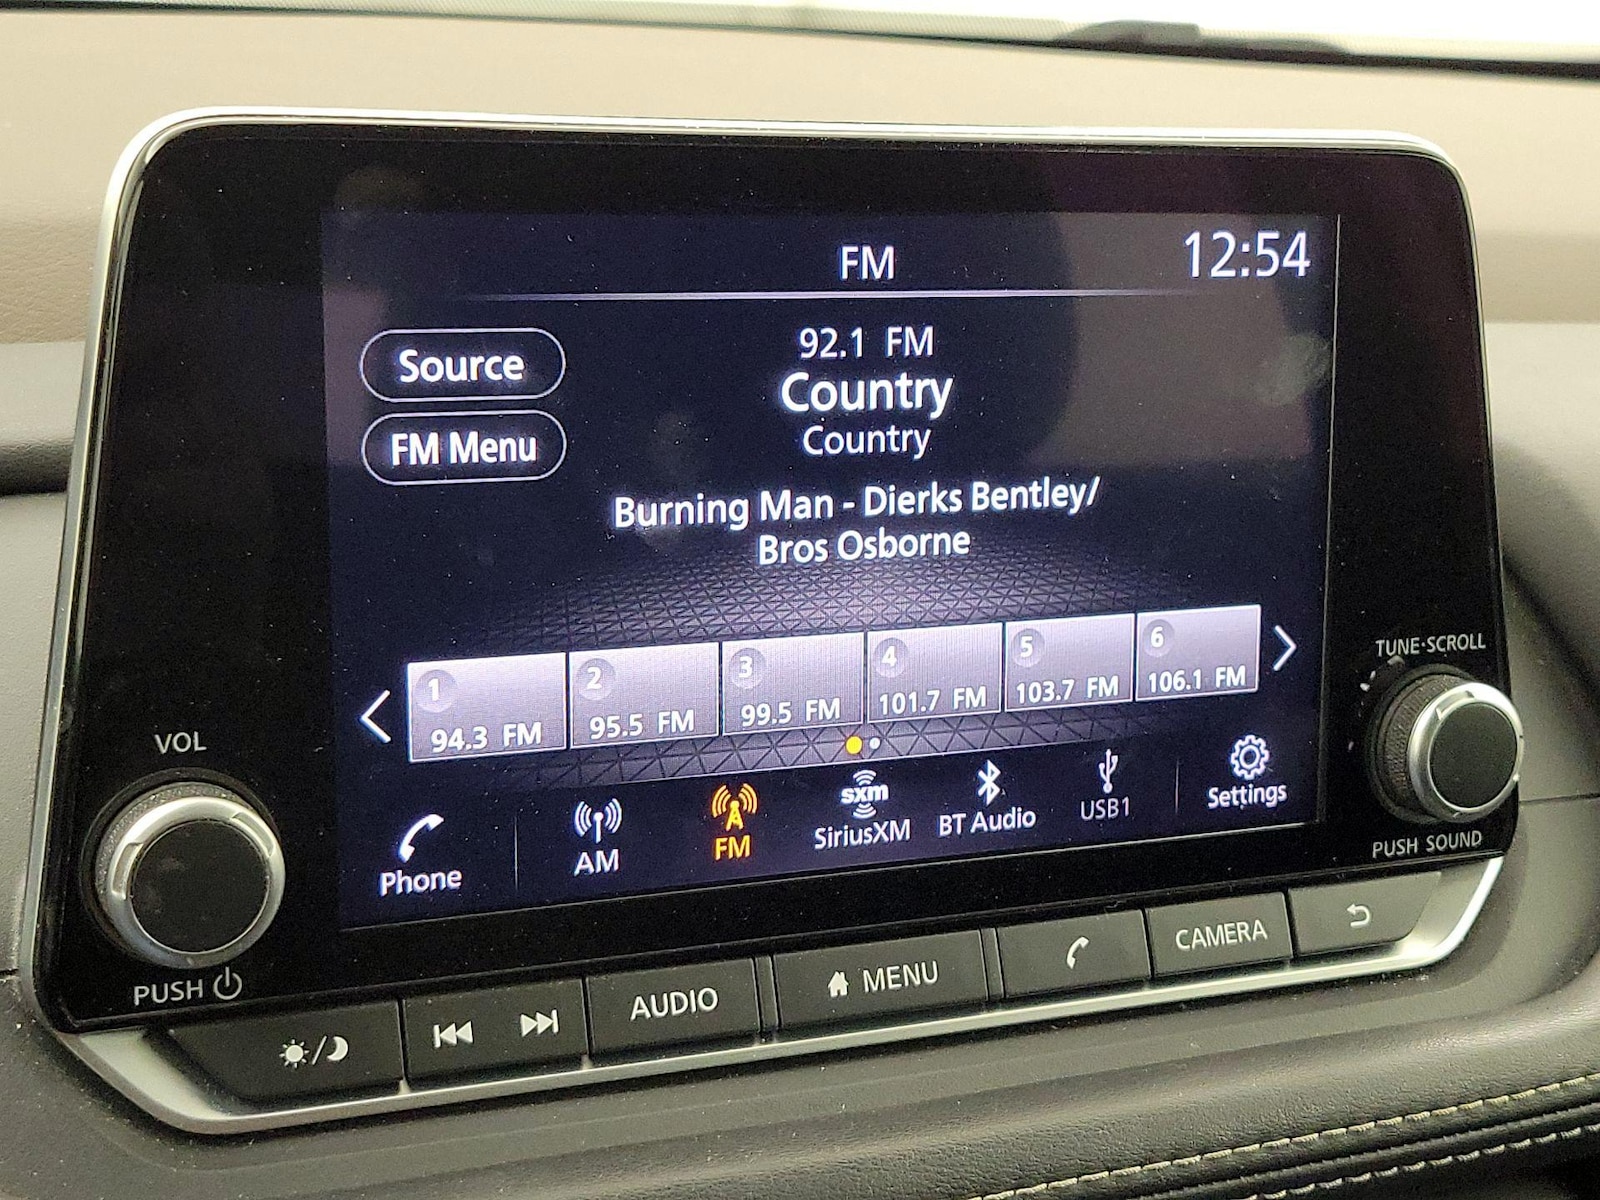 FM
12:54
Source
FM Menu
92.1 FM
Country
Country
Burning Man - Dierks Bentley/
Bros Osborne
1
94.3 FM
2
95.5 FM
3
99.5 FM
4
101.7 FM
5
103.7 FM
6
106.1 FM
Phone
AM
FM
sxm
SiriusXM
BT Audio
USB1
Settings
VOL
PUSH
TUNE·SCROLL
PUSH SOUND
AUDIO
MENU
CAMERA